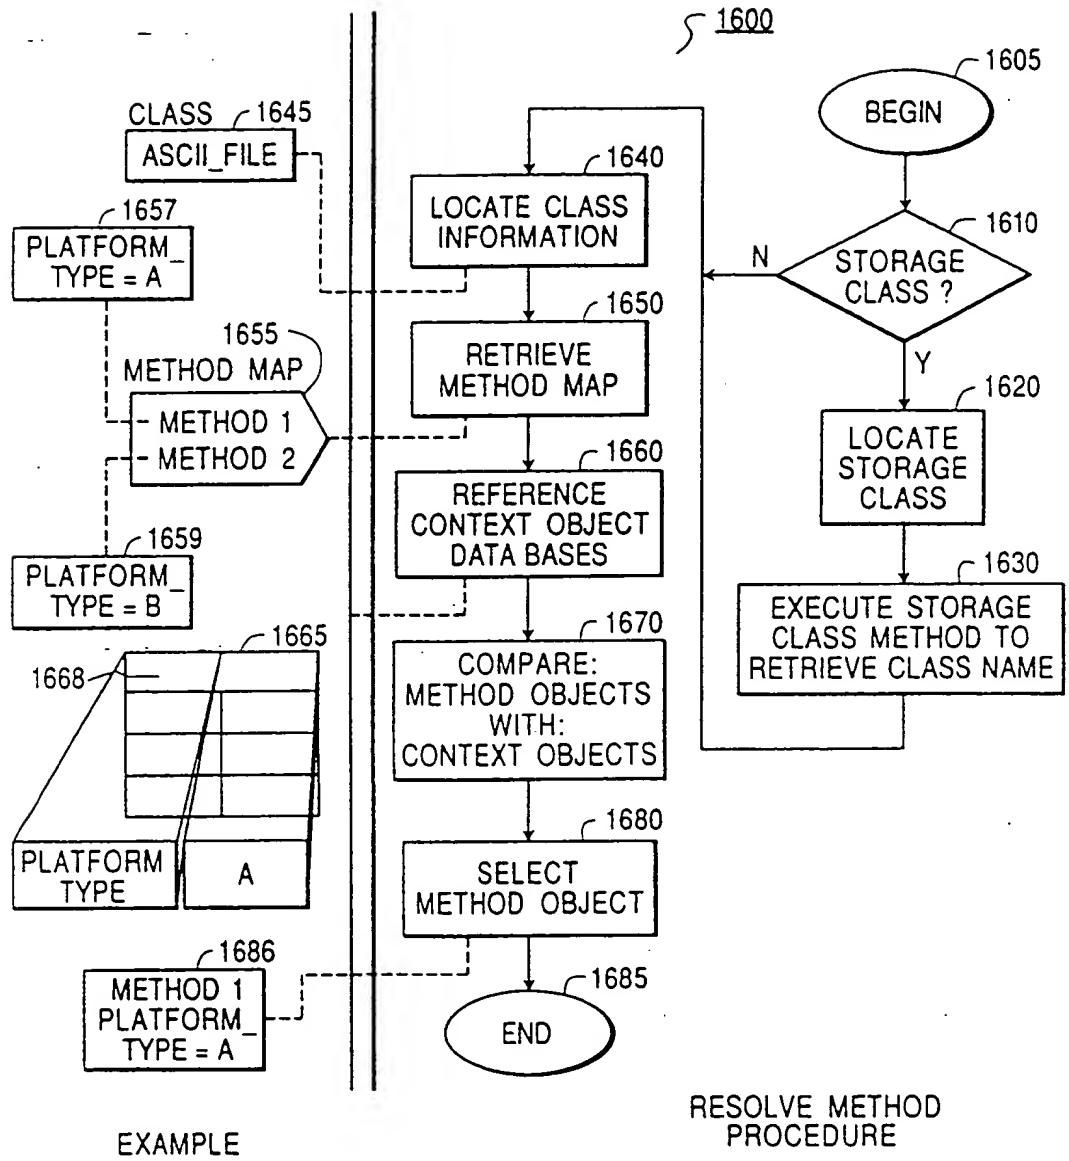 1600
1605
BEGIN
CLASS
1645
ASCII_FILE
1640
LOCATE CLASS
INFORMATION
1610
STORAGE
CLASS ?
N
Y
1657
PLATFORM_
TYPE = A
1650
RETRIEVE
METHOD MAP
1655
METHOD MAP
METHOD 1
METHOD 2
1620
LOCATE
STORAGE
CLASS
1660
REFERENCE
CONTEXT OBJECT
DATA BASES
1659
PLATFORM_
TYPE = B
1630
EXECUTE STORAGE
CLASS METHOD TO
RETRIEVE CLASS NAME
1665
1668
1670
COMPARE:
METHOD OBJECTS
WITH:
CONTEXT OBJECTS
PLATFORM
TYPE
A
1680
SELECT
METHOD OBJECT
1686
METHOD 1
PLATFORM_
TYPE = A
1685
END
EXAMPLE
RESOLVE METHOD
PROCEDURE